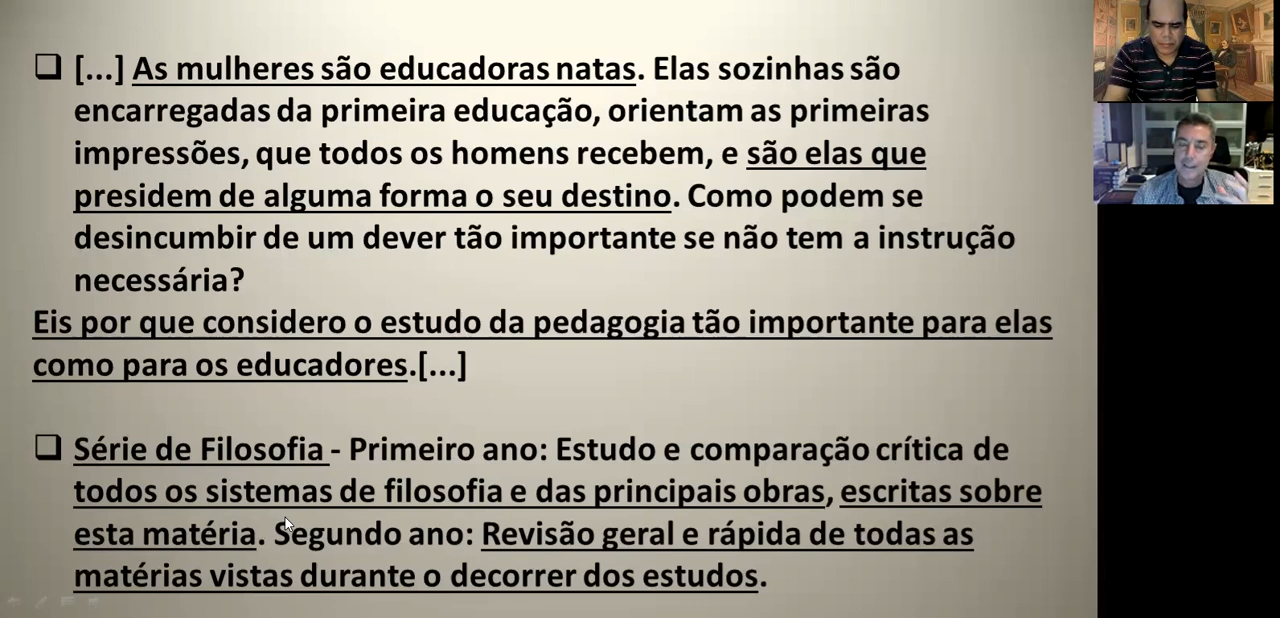 [...] As mulheres são educadoras natas. Elas sozinhas são
encarregadas da primeira educação, orientam as primeiras
impressões, que todos os homens recebem, e são elas que
presidem de alguma forma o seu destino. Como podem se
desincumbir de um dever tão importante se não tem a instrução
necessária?
Eis por que considero o estudo da pedagogia tão importante para elas
como para os educadores.[...]
Série de Filosofia - Primeiro ano: Estudo e comparação crítica de
todos os sistemas de filosofia e das principais obras, escritas sobre
esta matéria. Segundo ano: Revisão geral e rápida de todas as
matérias vistas durante o decorrer dos estudos.